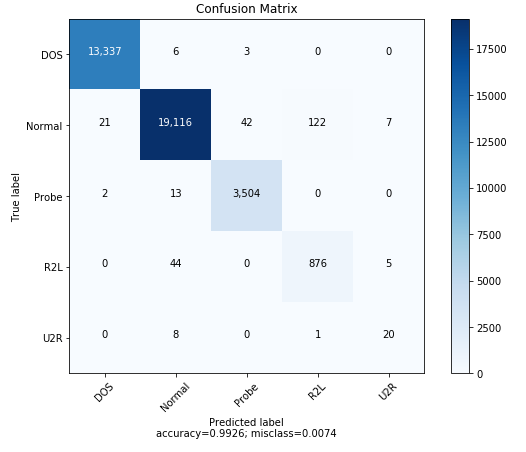 Confusion Matrix
DOS 13,337 6 3 0 0
Normal 21 19,116 42 122 7
Probe 2 13 3,504 0 0
R2L 0 44 0 876 5
U2R 0 8 0 1 20
True label
DOS Normal Probe R2L U2R
Predicted label
accuracy=0.9926; misclass=0.0074
17500
15000
12500
10000
7500
5000
2500
0